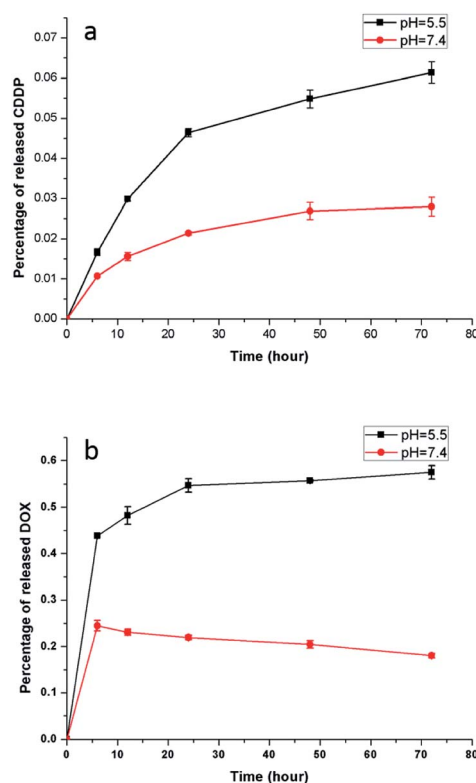 a
pH=5.5
pH=7.4
0.07
0.06
0.05
0.04
0.03
0.02
0.01
0.00
Percentage of released CDDP
0 10 20 30 40 50 60 70 80
Time (hour)
b
pH=5.5
pH=7.4
0.6
0.5
0.4
0.3
0.2
0.1
0.0
Percentage of released DOX
0 10 20 30 40 50 60 70 80
Time (hour)